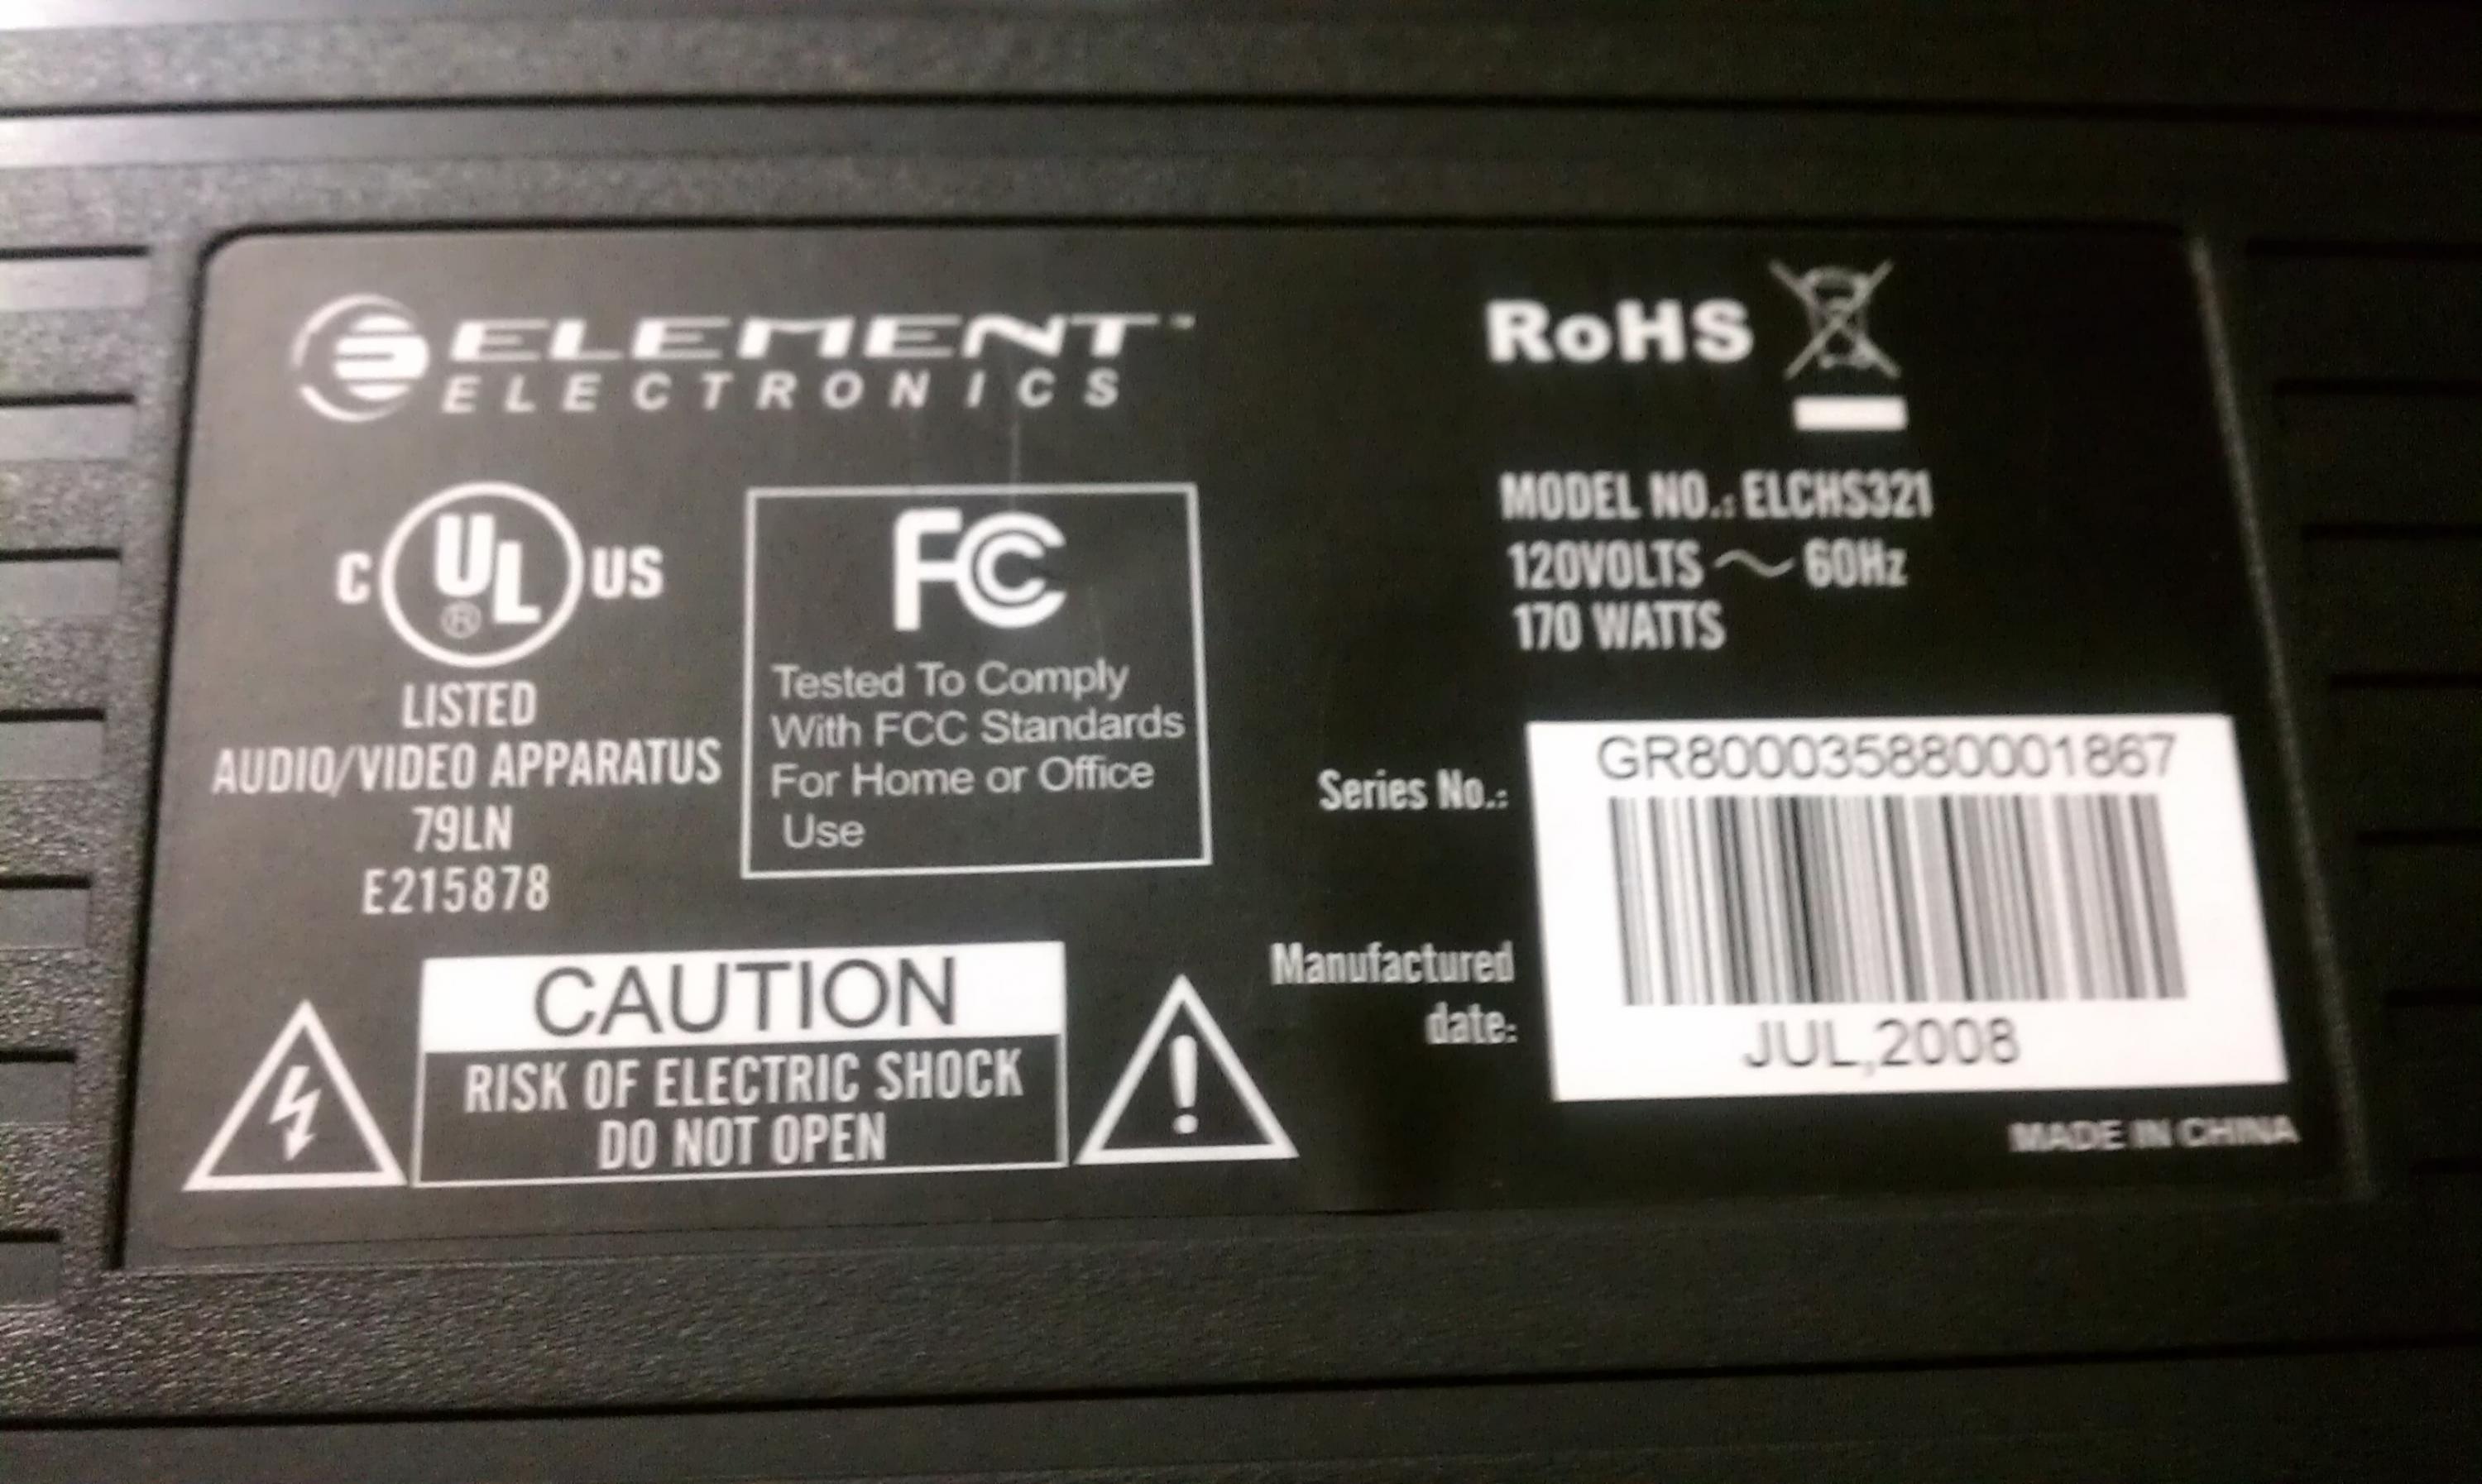 ELEMENT™
ELECTRONICS
C UL® US
LISTED
AUDIO/VIDEO APPARATUS
79LN
E215878
FC
Tested To Comply
With FCC Standards
For Home or Office
Use
CAUTION
RISK OF ELECTRIC SHOCK
DO NOT OPEN
RoHS
MODEL NO.: ELCHS321
120VOLTS ~ 60Hz
170 WATTS
Series No.: GR800035880001867
Manufactured
date: JUL,2008
MADE IN CHINA